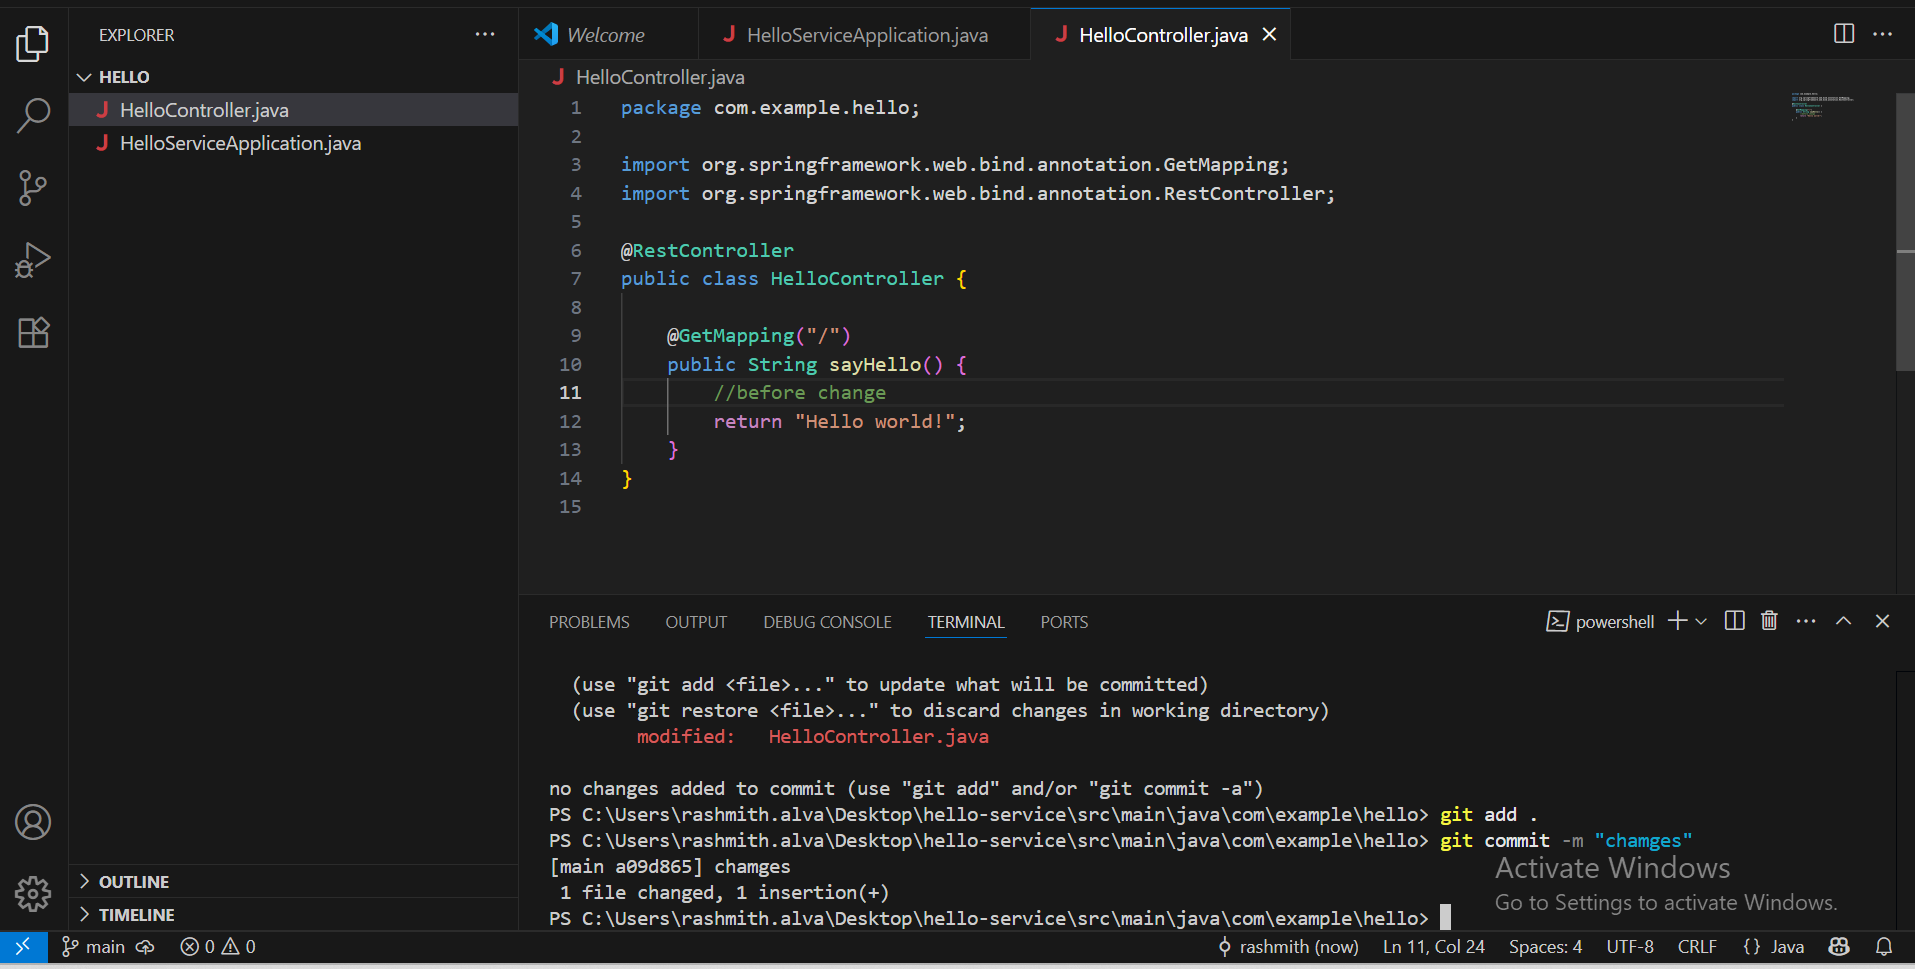 EXPLORER
HELLO
HelloController.java
HelloServiceApplication.java
OUTLINE
TIMELINE
Welcome
HelloServiceApplication.java
HelloController.java
HelloController.java
1 package com.example.hello;
2
3 import org.springframework.web.bind.annotation.GetMapping;
4 import org.springframework.web.bind.annotation.RestController;
5
6 @RestController
7 public class HelloController {
8
9 @GetMapping("/")
10 public String sayHello() {
11 //before change
12 return "Hello world!";
13 }
14 }
15
PROBLEMS OUTPUT DEBUG CONSOLE TERMINAL PORTS powershell
(use "git add <file>..." to update what will be committed)
(use "git restore <file>..." to discard changes in working directory)
modified: HelloController.java
no changes added to commit (use "git add" and/or "git commit -a")
PS C:\Users\rashmith.alva\Desktop\hello-service\src\main\java\com\example\hello> git add .
PS C:\Users\rashmith.alva\Desktop\hello-service\src\main\java\com\example\hello> git commit -m "chamges"
[main a09d865] chamges
1 file changed, 1 insertion(+)
PS C:\Users\rashmith.alva\Desktop\hello-service\src\main\java\com\example\hello>
Activate Windows
Go to Settings to activate Windows.
main 0 0 rashmith (now) Ln 11, Col 24 Spaces: 4 UTF-8 CRLF {} Java